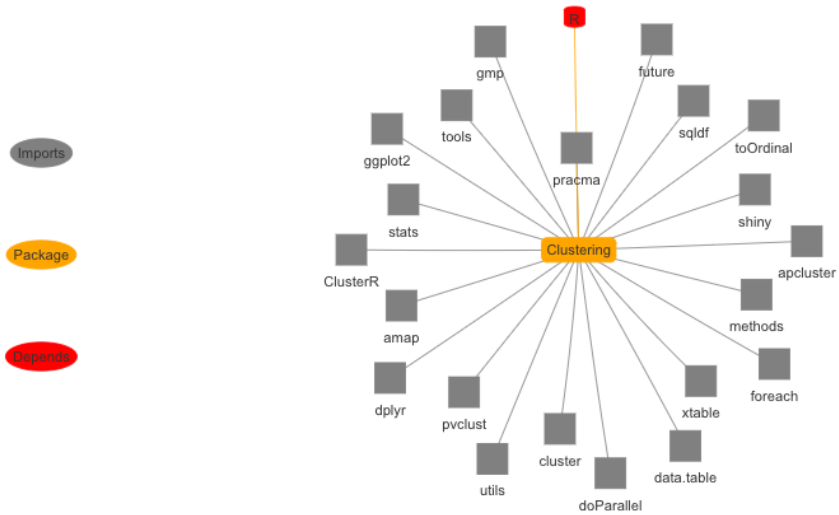 R
gmp
future
tools
sqldf
toOrdinal
Imports
ggplot2
pracma
stats
shiny
Package
Clustering
ClusterR
apcluster
amap
methods
Depends
dplyr
foreach
pvclust
xtable
cluster
data.table
utils
doParallel